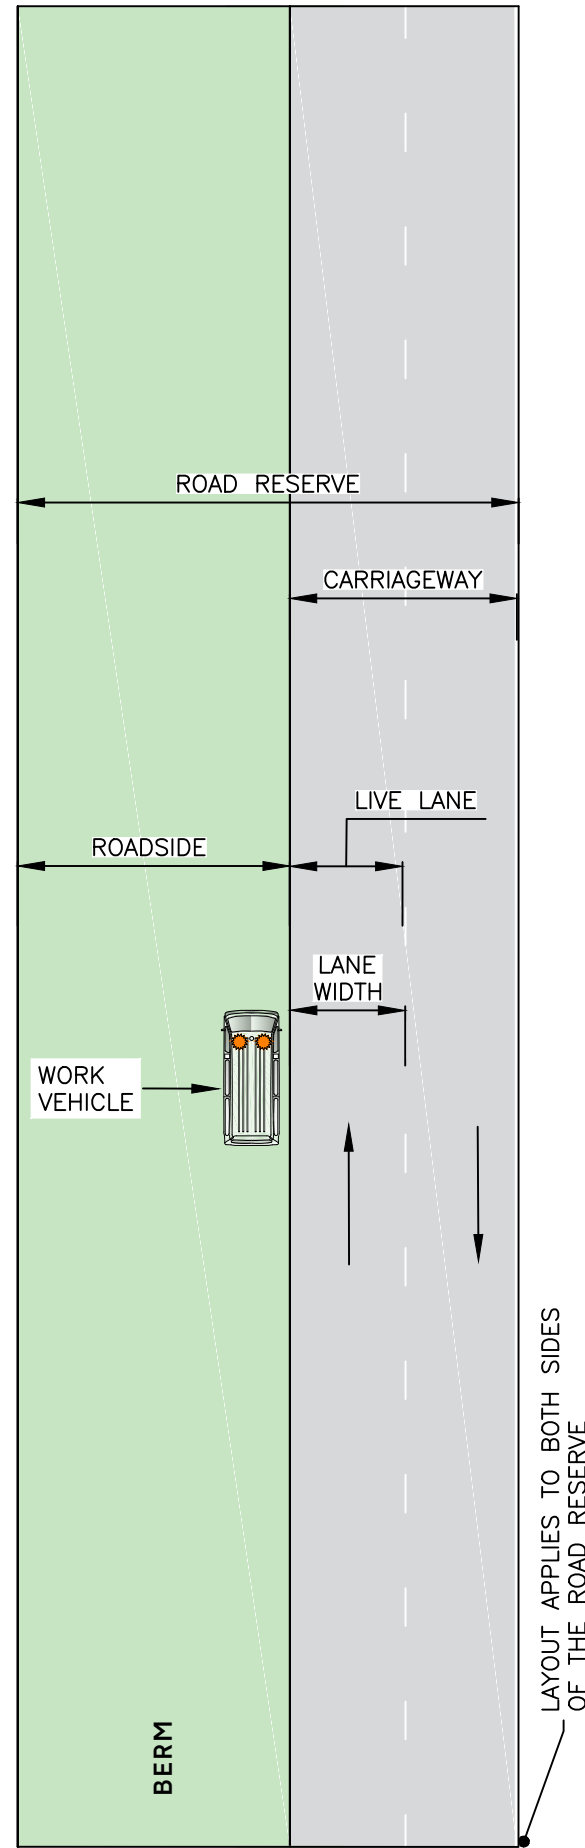 ROAD RESERVE
CARRIAGEWAY
LIVE LANE
ROADSIDE
LANE
WIDTH
WORK
VEHICLE
LAYOUT APPLIES TO BOTH SIDES
OF THE ROAD RESERVE
BERM